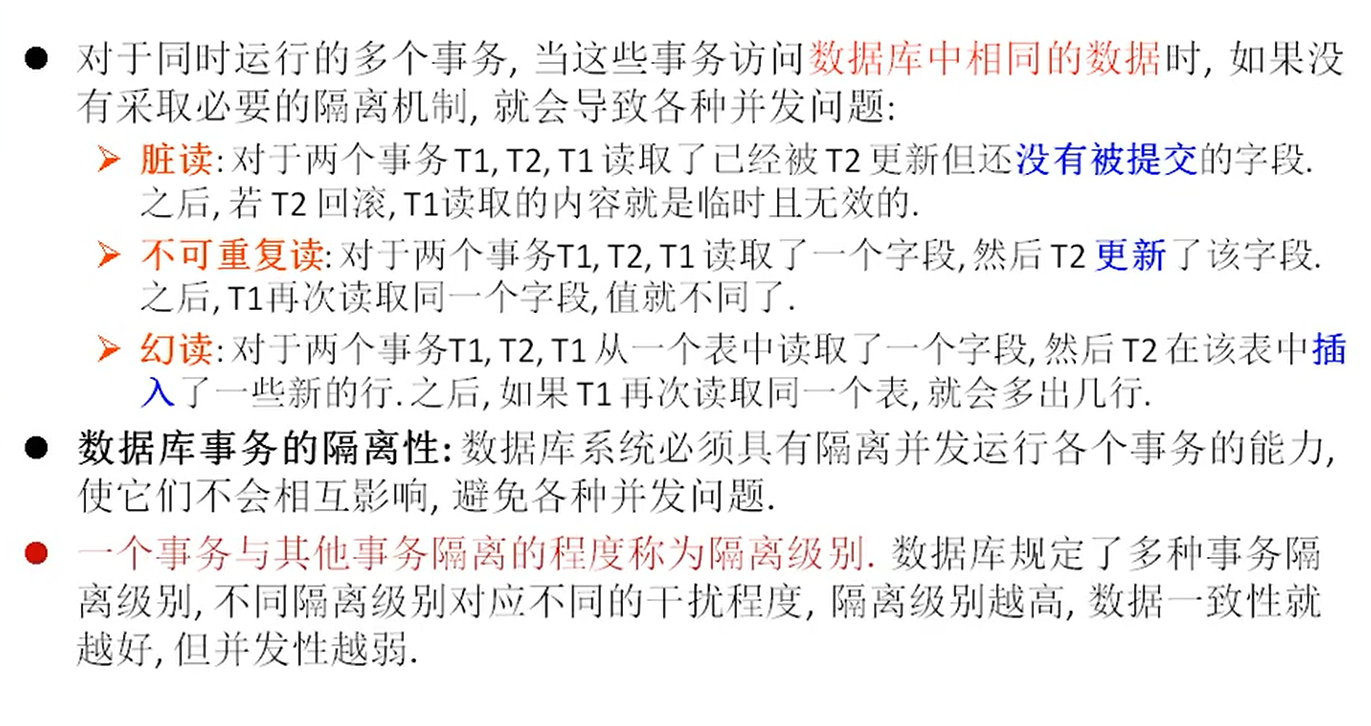 ● 对于同时运行的多个事务, 当这些事务访问数据库中相同的数据时, 如果没
有采取必要的隔离机制, 就会导致各种并发问题:
➢ 脏读: 对于两个事务 T1, T2, T1 读取了已经被 T2 更新但还没有被提交的字段.
之后, 若 T2 回滚, T1读取的内容就是临时且无效的.
➢ 不可重复读: 对于两个事务T1, T2, T1 读取了一个字段, 然后 T2 更新了该字段.
之后, T1再次读取同一个字段, 值就不同了.
➢ 幻读: 对于两个事务T1, T2, T1 从一个表中读取了一个字段, 然后 T2 在该表中插
入了一些新的行. 之后, 如果 T1 再次读取同一个表, 就会多出几行.
● 数据库事务的隔离性: 数据库系统必须具有隔离并发运行各个事务的能力,
使它们不会相互影响, 避免各种并发问题.
● 一个事务与其他事务隔离的程度称为隔离级别. 数据库规定了多种事务隔
离级别, 不同隔离级别对应不同的干扰程度, 隔离级别越高, 数据一致性就
越好, 但并发性越弱.